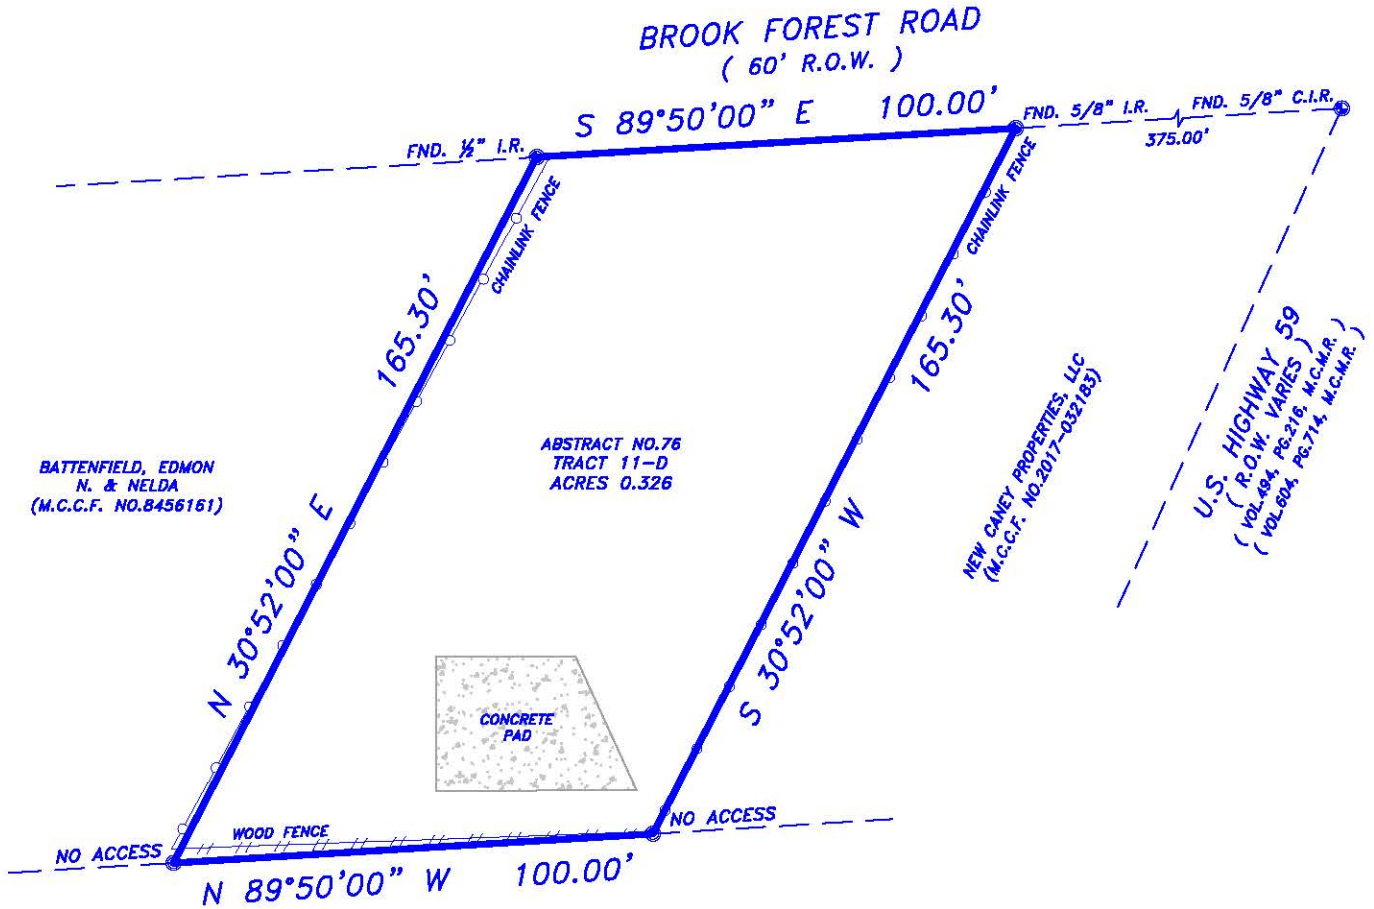 BROOK FOREST ROAD
( 60' R.O.W. )
S 89°50'00" E 100.00'
FND. ½" I.R.
FND. 5/8" I.R.
FND. 5/8" C.I.R.
375.00'
CHAINLINK FENCE
CHAINLINK FENCE
165.30'
165.30'
BATTENFIELD, EDMON
N. & NELDA
(M.C.C.F. NO.8456161)
ABSTRACT NO.76
TRACT 11-D
ACRES 0.326
NEW CANEY PROPERTIES, LLC
(M.C.C.F. NO.2017-032183)
U.S. HIGHWAY 59
( R.O.W. VARIES )
( VOL.494, PG.216, M.C.M.R. )
( VOL.604, PG.714, M.C.M.R. )
N 30°52'00" E
S 30°52'00" W
CONCRETE
PAD
WOOD FENCE
NO ACCESS
NO ACCESS
N 89°50'00" W 100.00'